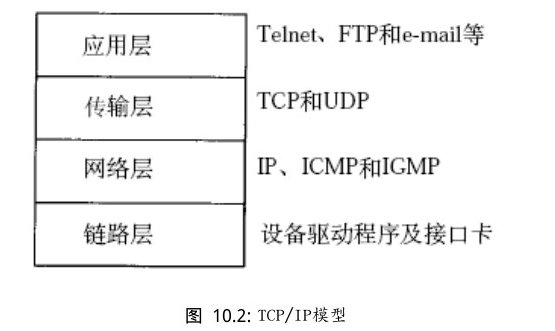 应用层 Telnet、FTP和e-mail等
传输层 TCP和UDP
网络层 IP、ICMP和IGMP
链路层 设备驱动程序及接口卡
图 10.2: TCP/IP模型